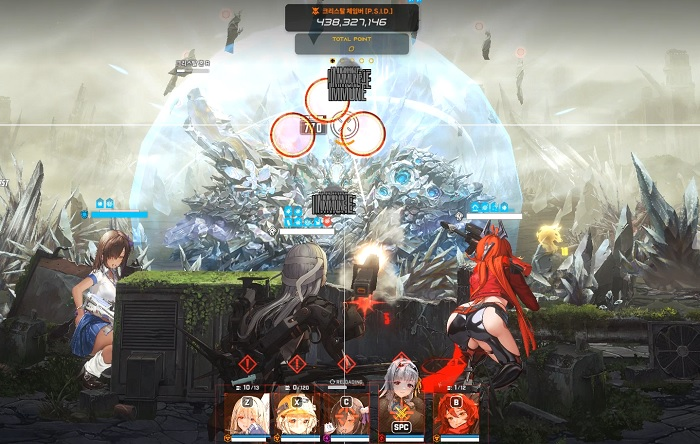 크리스탈 체임버 [P.S.I.D.]
438,327,146
TOTAL POINT
0
IMMUNE
770
IMMUNE
10/13
0/120
RELOADING
1/12
Z
X
C
SPC
B